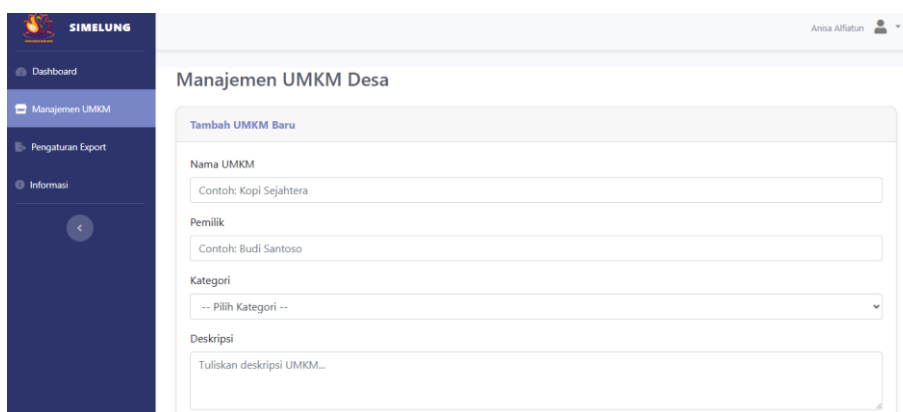 SIMELUNG
Anisa Alfiatun
Dashboard
Manajemen UMKM
Pengaturan Export
Informasi
Manajemen UMKM Desa
Tambah UMKM Baru
Nama UMKM
Contoh: Kopi Sejahtera
Pemilik
Contoh: Budi Santoso
Kategori
-- Pilih Kategori --
Deskripsi
Tuliskan deskripsi UMKM...